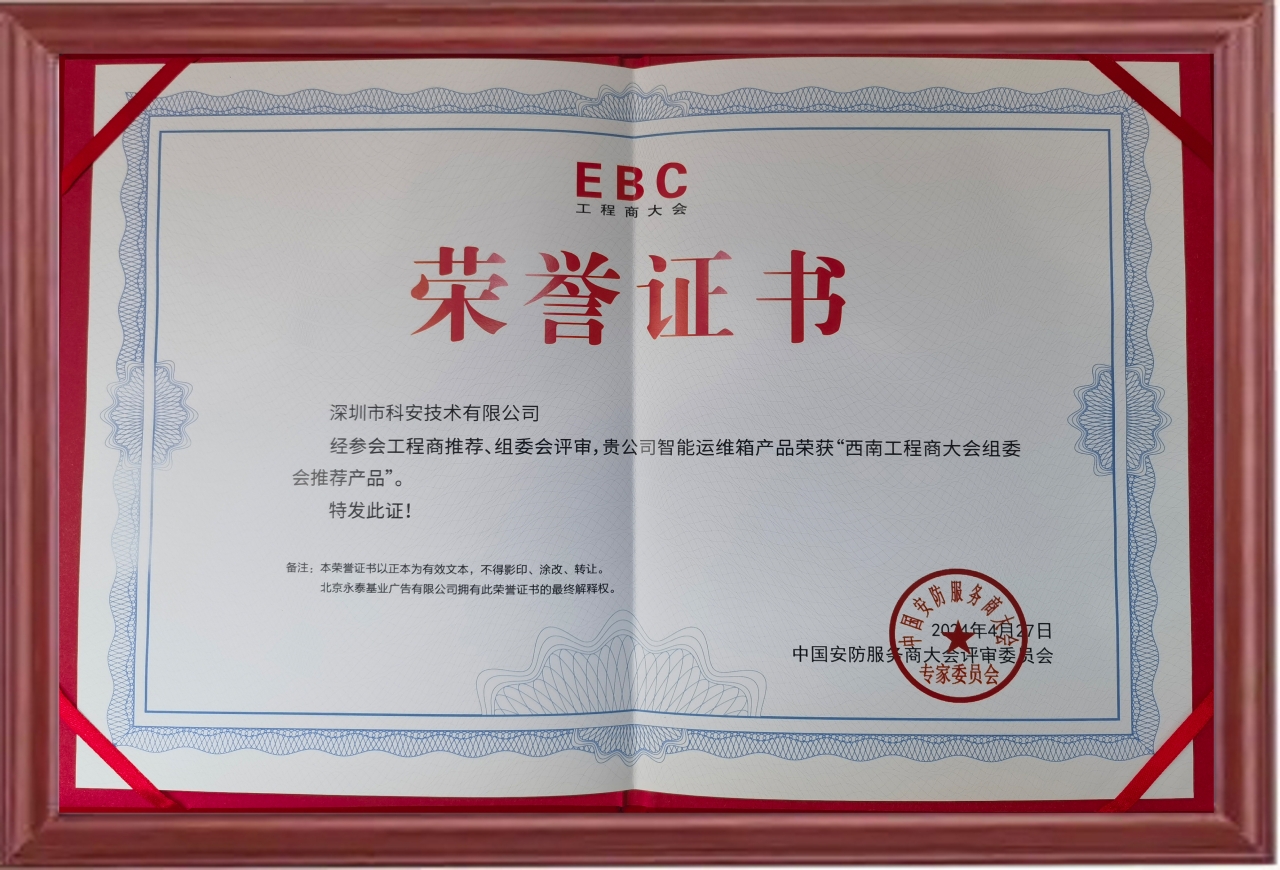 EBC
工程商大会
荣誉证书
深圳市科安技术有限公司
经参会工程商推荐、组委会评审，贵公司智能运维箱产品荣获“西南工程商大会组委
会推荐产品”。
特发此证！
备注：本荣誉证书以正本为有效文本，不得影印、涂改、转让。
北京永泰基业广告有限公司拥有此荣誉证书的最终解释权。
2024年4月27日
中国安防服务商大会评审委员会
中国安防服务商大会
专家委员会